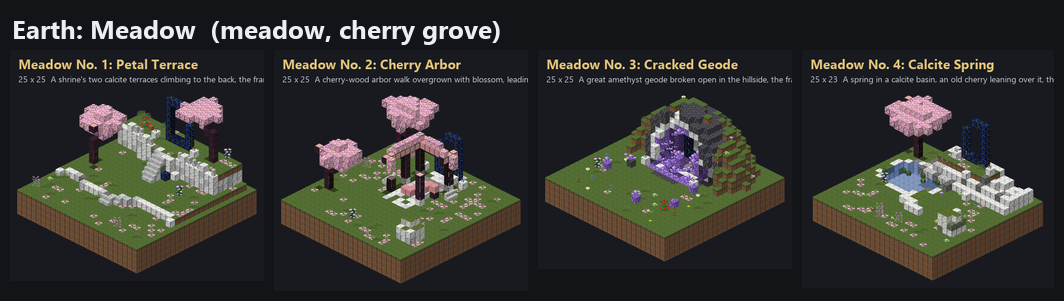 Earth: Meadow (meadow, cherry grove)
Meadow No. 1: Petal Terrace
25 x 25 A shrine's two calcite terraces climbing to the back, the fra
Meadow No. 2: Cherry Arbor
25 x 25 A cherry-wood arbor walk overgrown with blossom, leadin
Meadow No. 3: Cracked Geode
25 x 25 A great amethyst geode broken open in the hillside, the fr
Meadow No. 4: Calcite Spring
25 x 23 A spring in a calcite basin, an old cherry leaning over it, th